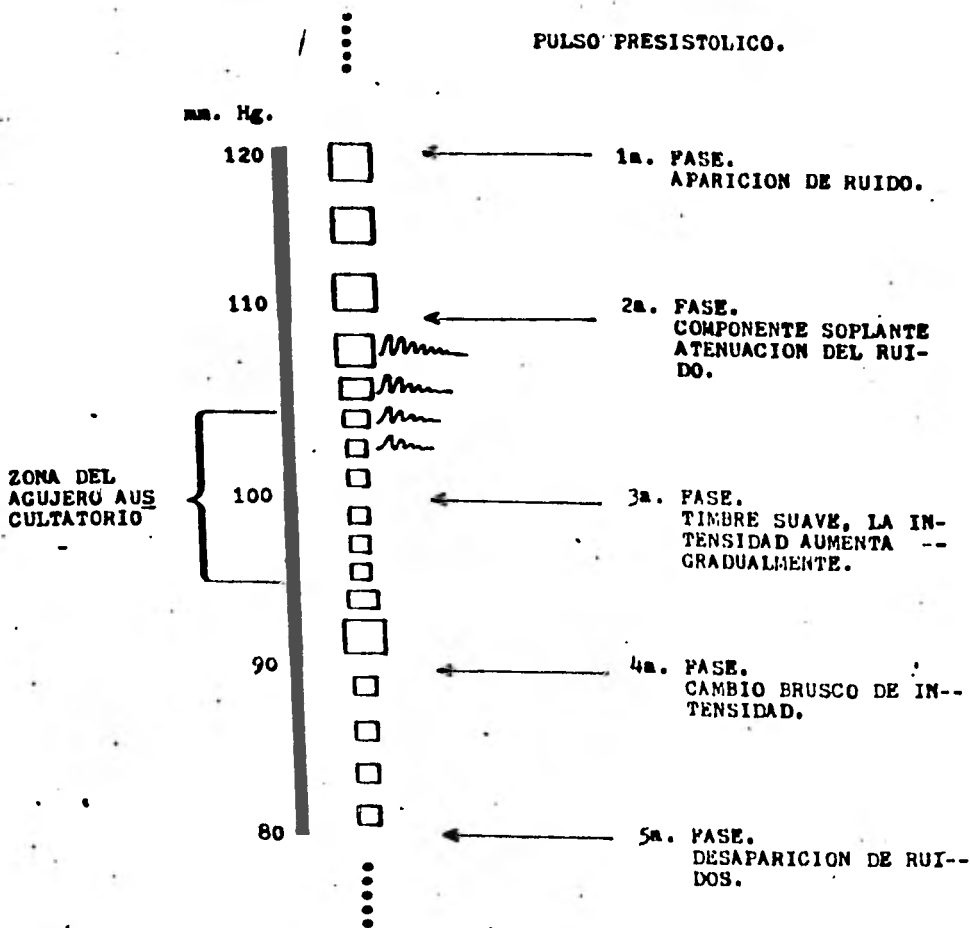 PULSO PRESISTOLICO.
mm. Hg.
120
1a. FASE.
APARICION DE RUIDO.
110
2a. FASE.
COMPONENTE SOPLANTE
ATENUACION DEL RUI-
DO.
ZONA DEL
AGUJERO AUS
CULTATORIO
100
3a. FASE.
TIMBRE SUAVE, LA IN-
TENSIDAD AUMENTA --
GRADUALMENTE.
90
4a. FASE.
CAMBIO BRUSCO DE IN--
TENSIDAD.
80
5a. FASE.
DESAPARICION DE RUI--
DOS.